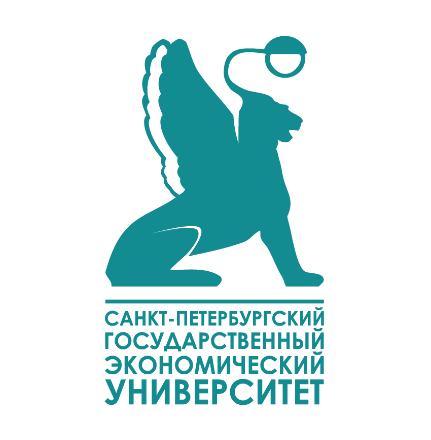 САНКТ-ПЕТЕРБУРГСКИЙ
ГОСУДАРСТВЕННЫЙ
ЭКОНОМИЧЕСКИЙ
УНИВЕРСИТЕТ